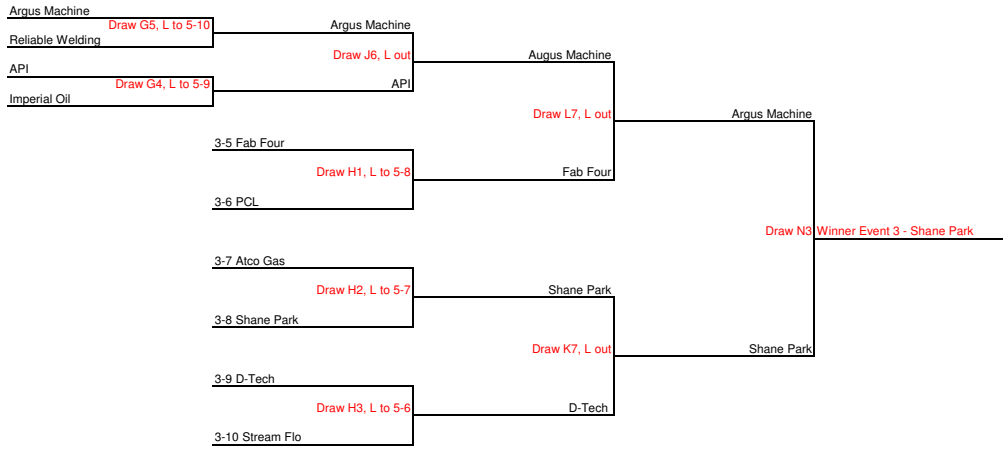 Argus Machine
Draw G5, L to 5-10
Argus Machine
Reliable Welding
Draw J6, L out
Augus Machine
API
Draw G4, L to 5-9
API
Imperial Oil
Draw L7, L out
Argus Machine
3-5 Fab Four
Draw H1, L to 5-8
Fab Four
3-6 PCL
Draw N3 Winner Event 3 - Shane Park
3-7 Atco Gas
Draw H2, L to 5-7
Shane Park
3-8 Shane Park
Draw K7, L out
Shane Park
3-9 D-Tech
Draw H3, L to 5-6
D-Tech
3-10 Stream Flo